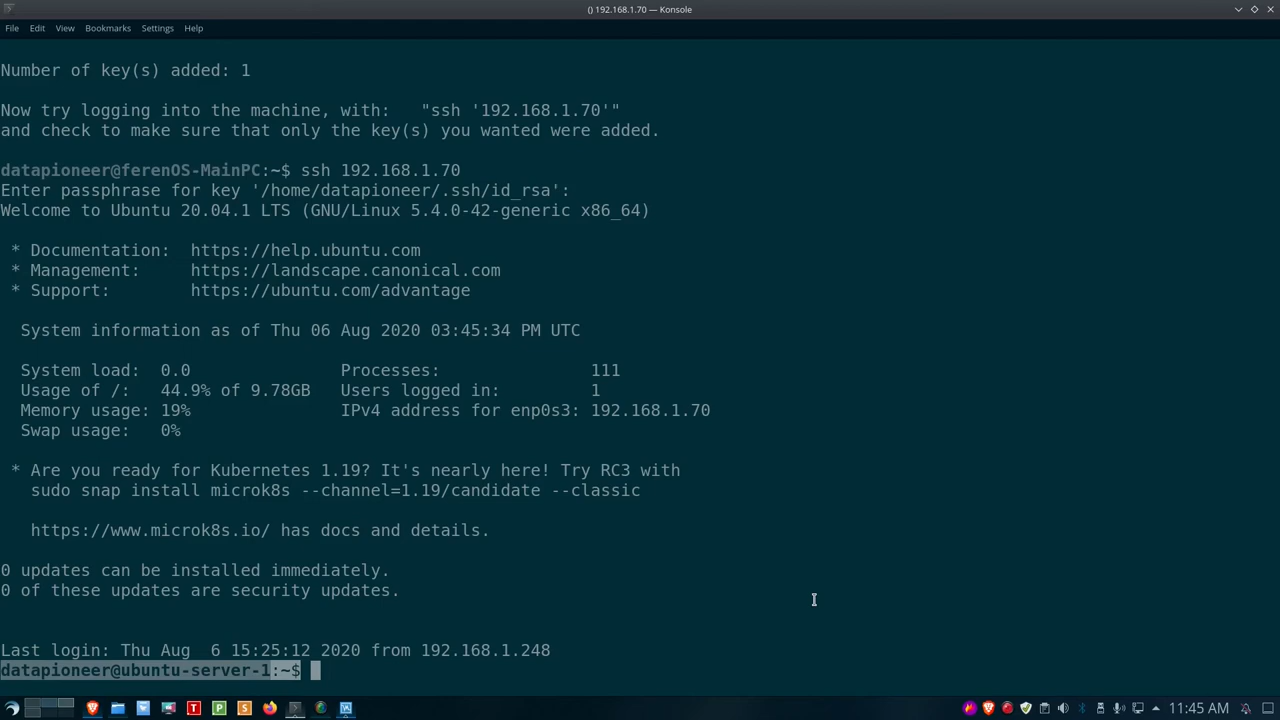 () 192.168.1.70 — Konsole
File Edit View Bookmarks Settings Help
Number of key(s) added: 1
Now try logging into the machine, with:   "ssh '192.168.1.70'"
and check to make sure that only the key(s) you wanted were added.
datapioneer@ferenOS-MainPC:~$ ssh 192.168.1.70
Enter passphrase for key '/home/datapioneer/.ssh/id_rsa':
Welcome to Ubuntu 20.04.1 LTS (GNU/Linux 5.4.0-42-generic x86_64)
 * Documentation:  https://help.ubuntu.com
 * Management:     https://landscape.canonical.com
 * Support:        https://ubuntu.com/advantage
  System information as of Thu 06 Aug 2020 03:45:34 PM UTC
  System load:  0.0               Processes:               111
  Usage of /:   44.9% of 9.78GB   Users logged in:         1
  Memory usage: 19%               IPv4 address for enp0s3: 192.168.1.70
  Swap usage:   0%
 * Are you ready for Kubernetes 1.19? It's nearly here! Try RC3 with
   sudo snap install microk8s --channel=1.19/candidate --classic
   https://www.microk8s.io/ has docs and details.
0 updates can be installed immediately.
0 of these updates are security updates.
Last login: Thu Aug  6 15:25:12 2020 from 192.168.1.248
datapioneer@ubuntu-server-1:~$
T P S 11:45 AM